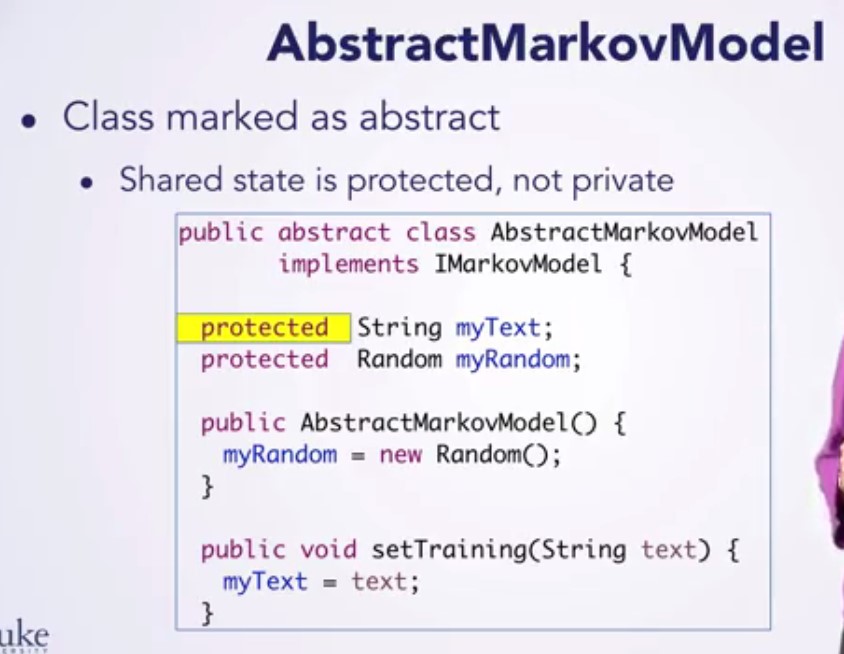 AbstractMarkovModel
• Class marked as abstract
• Shared state is protected, not private
public abstract class AbstractMarkovModel
implements IMarkovModel {
protected String myText;
protected Random myRandom;
public AbstractMarkovModel() {
myRandom = new Random();
}
public void setTraining(String text) {
myText = text;
}
uke
ERSITY